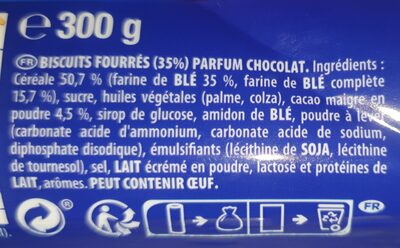 ℮ 300 g
FR BISCUITS FOURRÉS (35%) PARFUM CHOCOLAT. Ingrédients :
Céréale 50,7 % (farine de BLÉ 35 %, farine de BLÉ complète
15,7 %), sucre, huiles végétales (palme, colza), cacao maigre en
poudre 4,5 %, sirop de glucose, amidon de BLÉ, poudre à lever
(carbonate acide d'ammonium, carbonate acide de sodium,
diphosphate disodique), émulsifiants (lécithine de SOJA, lécithine
de tournesol), sel, LAIT écrémé en poudre, lactose et protéines de
LAIT, arômes. PEUT CONTENIR ŒUF.
FR